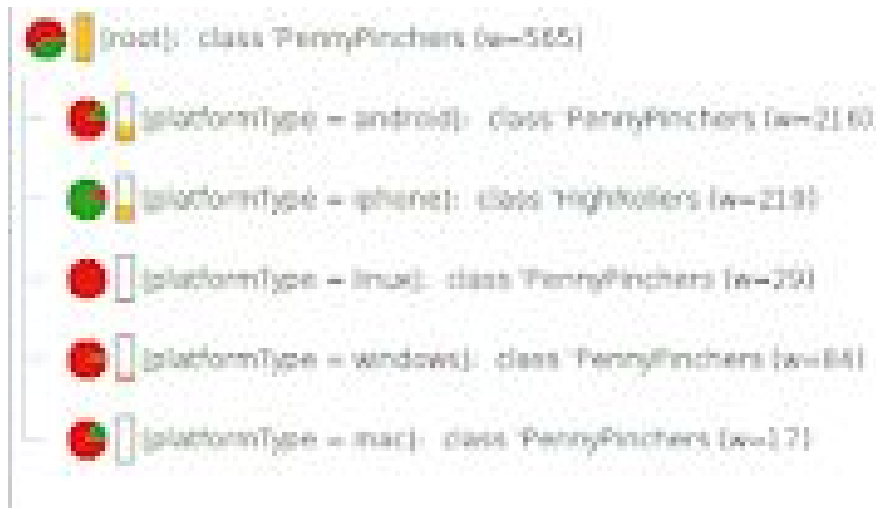 [root]: class 'PennyPinchers (w=565)
[platformType = android]: class 'PennyPinchers (w=216)
[platformType = iphone]: class 'HighRollers (w=219)
[platformType = linux]: class 'PennyPinchers (w=29)
[platformType = windows]: class 'PennyPinchers (w=84)
[platformType = mac]: class 'PennyPinchers (w=17)